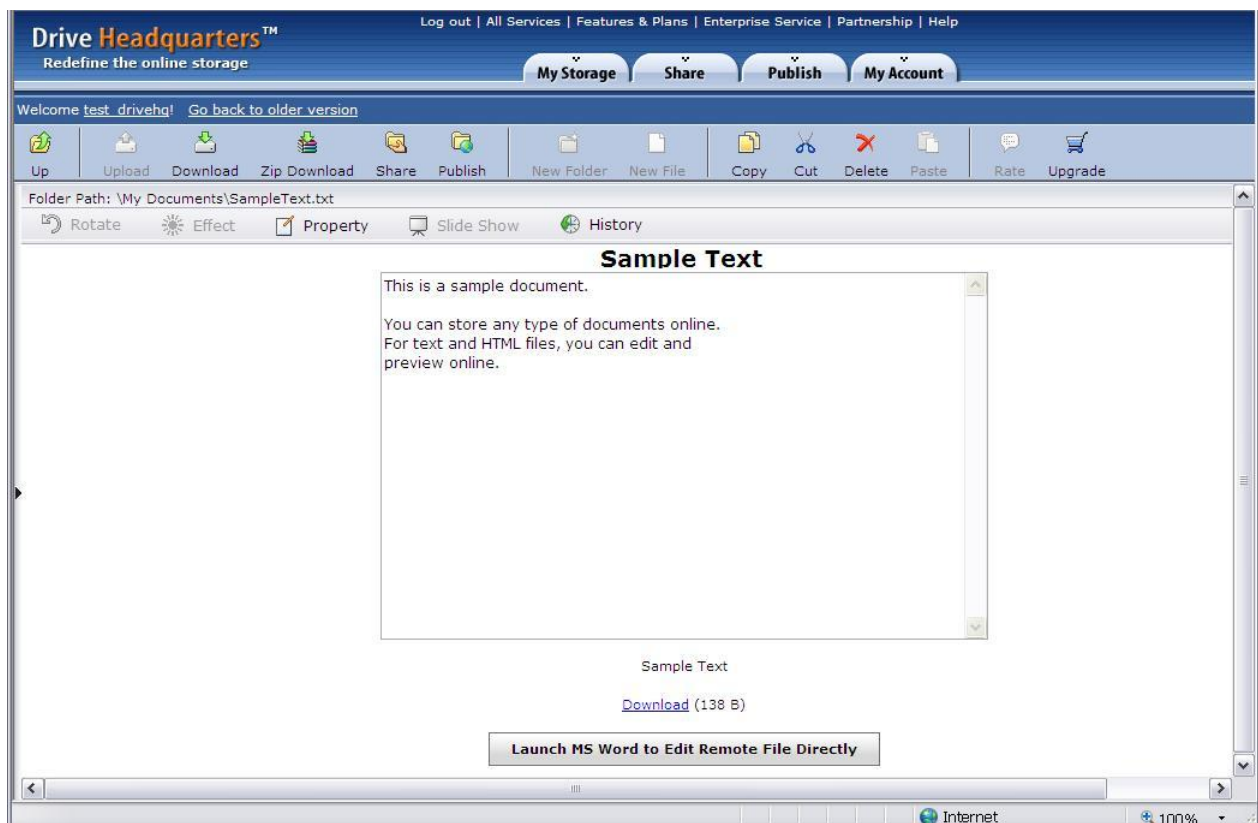 Log out | All Services | Features & Plans | Enterprise Service | Partnership | Help
Drive Headquarters™
Redefine the online storage
My Storage Share Publish My Account
Welcome test_drivehq! Go back to older version
Up Upload Download Zip Download Share Publish New Folder New File Copy Cut Delete Paste Rate Upgrade
Folder Path: \My Documents\SampleText.txt
Rotate Effect Property Slide Show History
Sample Text
This is a sample document.
You can store any type of documents online.
For text and HTML files, you can edit and
preview online.
Sample Text
Download (138 B)
Launch MS Word to Edit Remote File Directly
Internet 100%